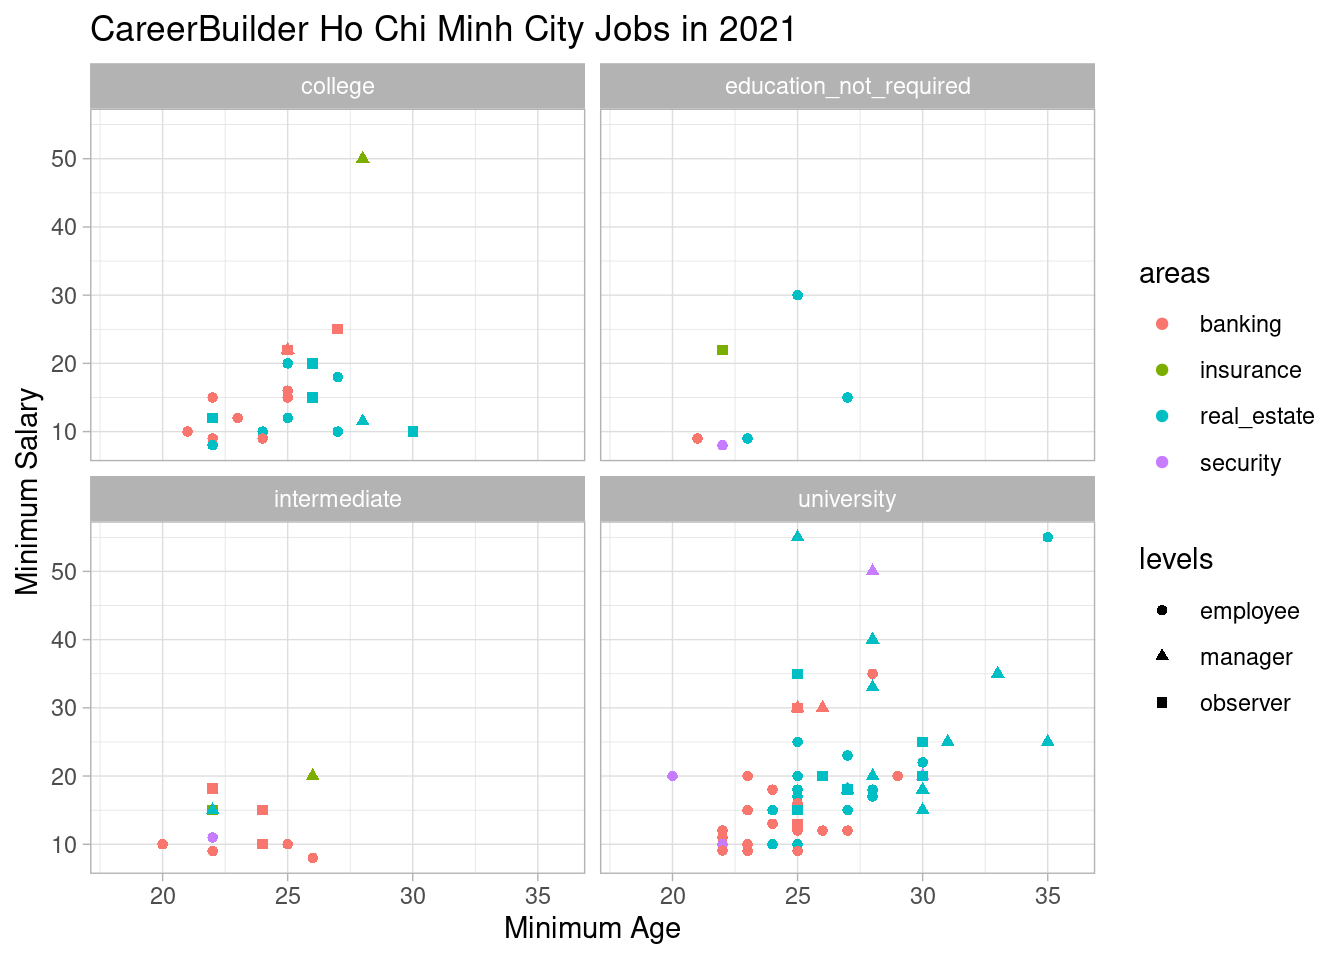 CareerBuilder Ho Chi Minh City Jobs in 2021
college
education_not_required
50
40
30
20
10
intermediate
university
50
40
30
20
10
20 25 30 35
20 25 30 35
Minimum Age
Minimum Salary
areas
banking
insurance
real_estate
security
levels
employee
manager
observer